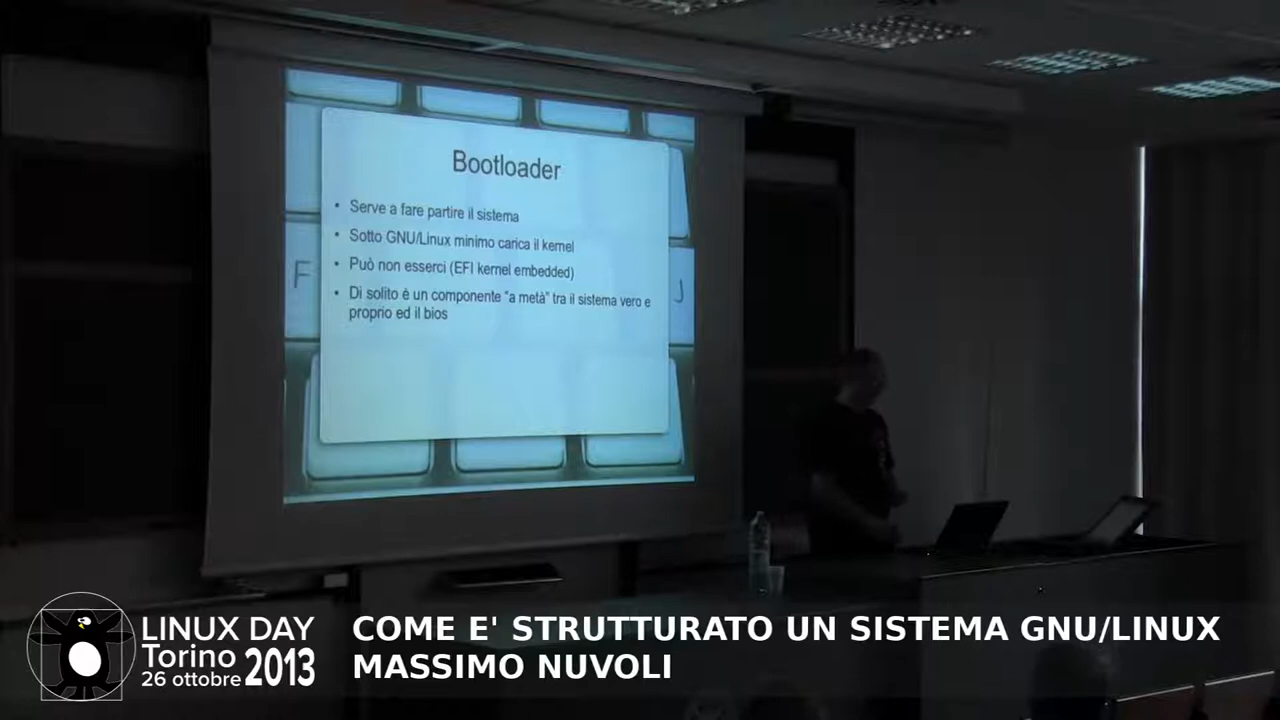 Bootloader
• Serve a fare partire il sistema
• Sotto GNU/Linux minimo carica il kernel
• Può non esserci (EFI kernel embedded)
• Di solito è un componente "a metà" tra il sistema vero e
proprio ed il bios
F
J
LINUX DAY
Torino 2013
26 ottobre
COME E' STRUTTURATO UN SISTEMA GNU/LINUX
MASSIMO NUVOLI